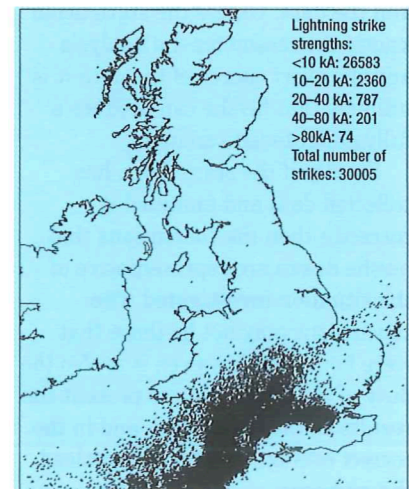 Lightning strike
strengths:
<10 kA: 26583
10–20 kA: 2360
20–40 kA: 787
40–80 kA: 201
>80kA: 74
Total number of
strikes: 30005